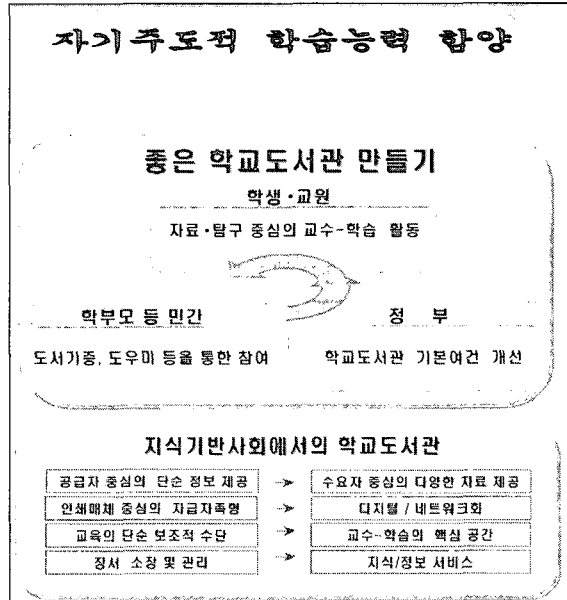 자기주도적 학습능력 함양
좋은 학교도서관 만들기
학생·교원
자료·탐구 중심의 교수-학습 활동
학부모 등 민간
도서기증, 도우미 등을 통한 참여
정 부
학교도서관 기본여건 개선
지식기반사회에서의 학교도서관
공급자 중심의 단순 정보 제공 → 수요자 중심의 다양한 자료 제공
인쇄매체 중심의 자급자족형 → 디지털 / 네트워크화
교육의 단순 보조적 수단 → 교수-학습의 핵심 공간
장서 소장 및 관리 → 지식/정보 서비스